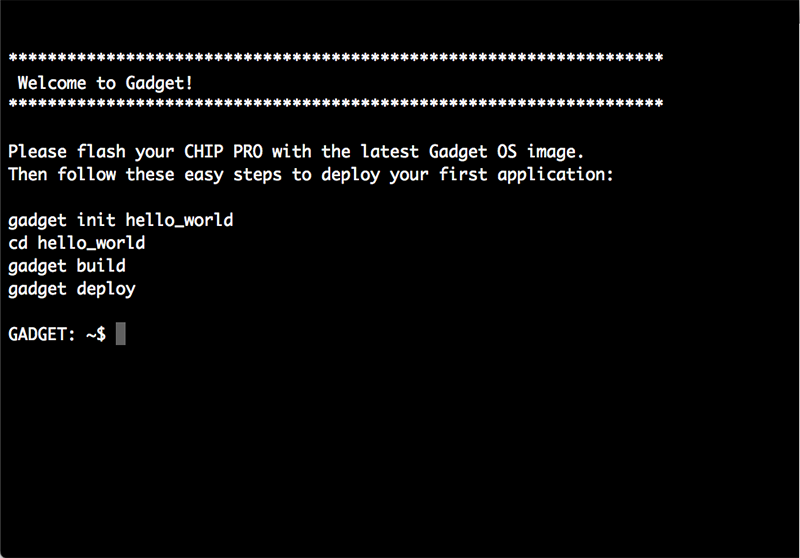 *******************************************************************
Welcome to Gadget!
*******************************************************************
Please flash your CHIP PRO with the latest Gadget OS image.
Then follow these easy steps to deploy your first application:
gadget init hello_world
cd hello_world
gadget build
gadget deploy
GADGET: ~$